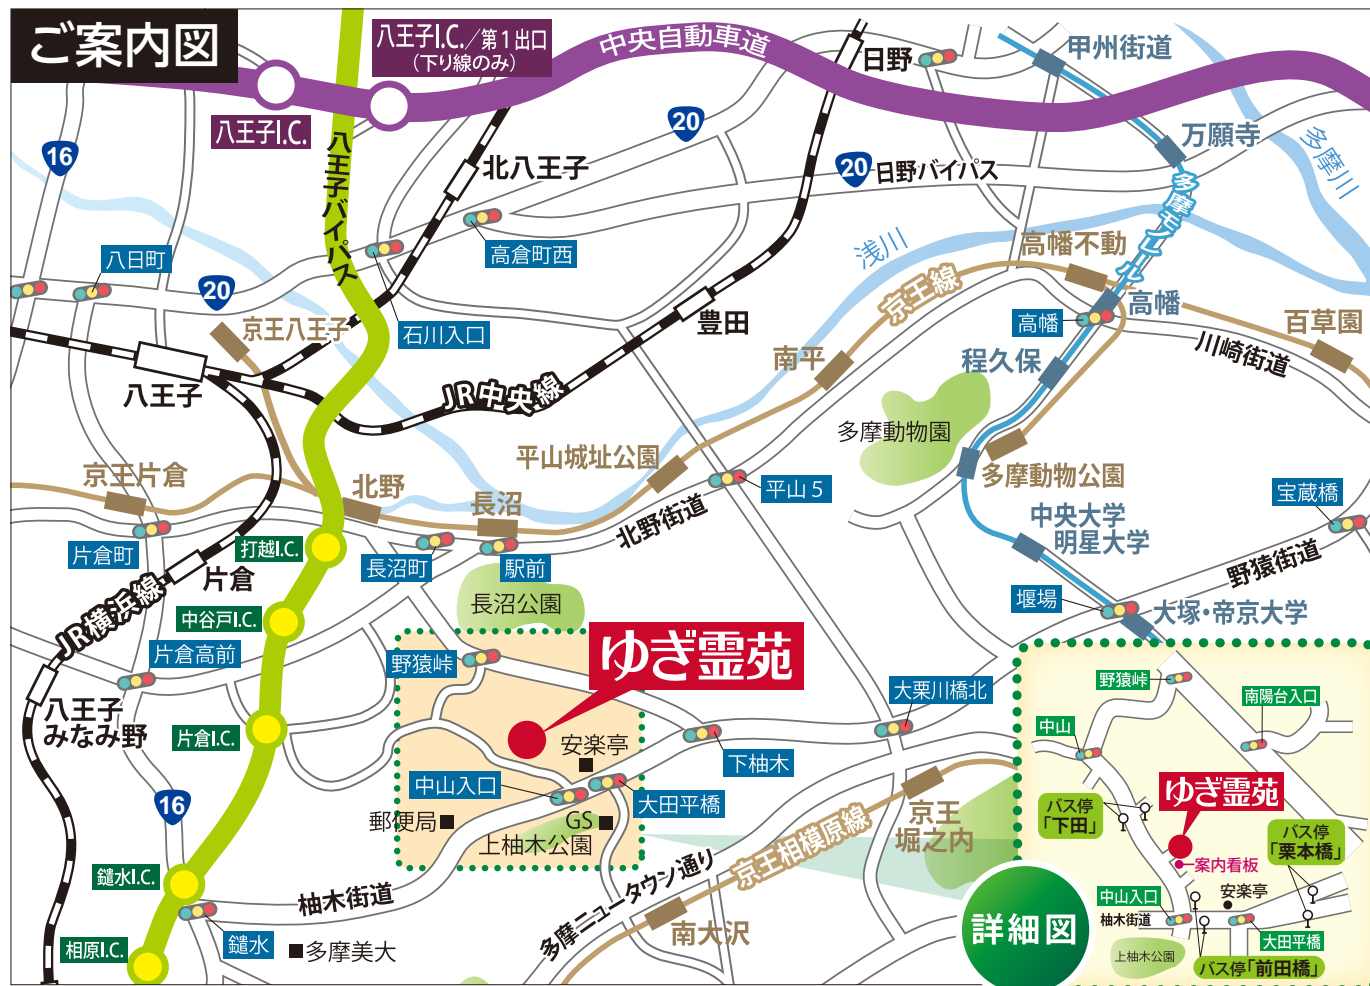 ご案内図
八王子I.C.／第1出口
（下り線のみ）
中央自動車道
日野
甲州街道
八王子I.C.
16
八王子バイパス
北八王子
20
20
日野バイパス
万願寺
多摩川
多摩モノレール
八日町
高倉町西
浅川
高幡不動
20
京王八王子
石川入口
京王線
高幡
高幡
豊田
百草園
川崎街道
南平
程久保
八王子
JR中央線
多摩動物園
平山城址公園
京王片倉
北野
長沼
平山5
多摩動物公園
宝蔵橋
北野街道
中央大学
明星大学
片倉町
打越I.C.
長沼町
駅前
野猿街道
片倉
JR横浜線
長沼公園
堰場
大塚・帝京大学
中谷戸I.C.
片倉高前
野猿峠
ゆぎ霊苑
大栗川橋北
八王子
みなみ野
片倉I.C.
安楽亭
下柚木
中山入口
大田平橋
16
郵便局
GS
上柚木公園
京王
堀之内
京王相模原線
鑓水I.C.
柚木街道
多摩ニュータウン通り
南大沢
鑓水
多摩美大
相原I.C.
詳細図
野猿峠
南陽台入口
中山
ゆぎ霊苑
バス停
「下田」
バス停
「栗本橋」
案内看板
中山入口
安楽亭
柚木街道
大田平橋
上柚木公園
バス停「前田橋」